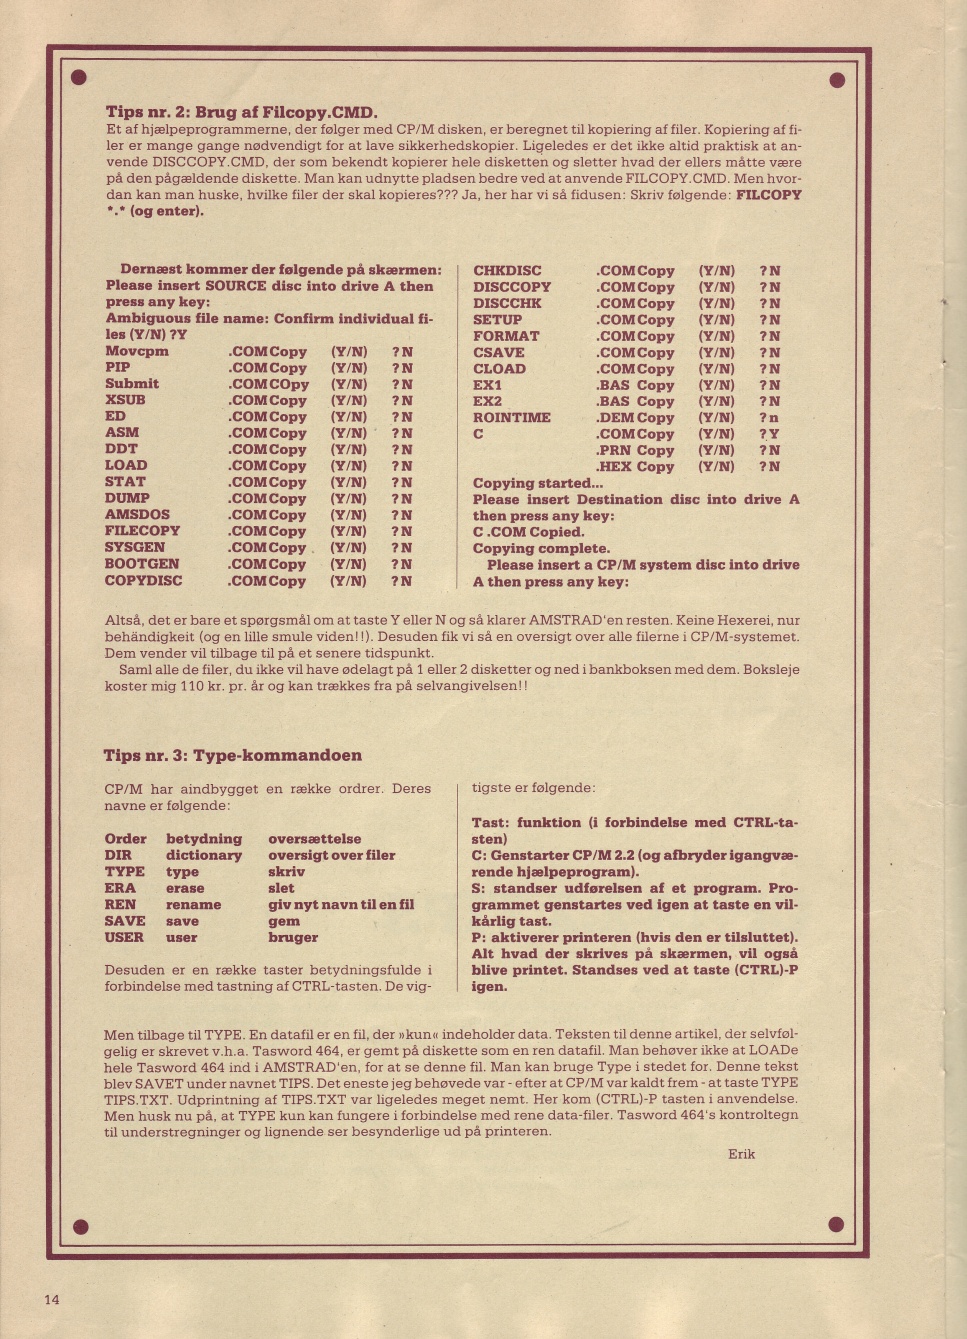 Tips nr. 2: Brug af Filcopy.CMD.
Et af hjælpeprogrammerne, der følger med CP/M disken, er beregnet til kopiering af filer. Kopiering af fi-
ler er mange gange nødvendigt for at lave sikkerhedskopier. Ligeledes er det ikke altid praktisk at an-
vende DISCCOPY.CMD, der som bekendt kopierer hele disketten og sletter hvad der ellers måtte være
på den pågældende diskette. Man kan udnytte pladsen bedre ved at anvende FILCOPY.CMD. Men hvor-
dan kan man huske, hvilke filer der skal kopieres??? Ja, her har vi så fidusen: Skriv følgende: FILCOPY
*.* (og enter).
Dernæst kommer der følgende på skærmen:
Please insert SOURCE disc into drive A then
press any key:
Ambiguous file name: Confirm individual fi-
les (Y/N) ?Y
Movcpm .COM Copy (Y/N) ? N
PIP .COM Copy (Y/N) ? N
Submit .COM COpy (Y/N) ? N
XSUB .COM Copy (Y/N) ? N
ED .COM Copy (Y/N) ? N
ASM .COM Copy (Y/N) ? N
DDT .COM Copy (Y/N) ? N
LOAD .COM Copy (Y/N) ? N
STAT .COM Copy (Y/N) ? N
DUMP .COM Copy (Y/N) ? N
AMSDOS .COM Copy (Y/N) ? N
FILECOPY .COM Copy (Y/N) ? N
SYSGEN .COM Copy (Y/N) ? N
BOOTGEN .COM Copy (Y/N) ? N
COPYDISC .COM Copy (Y/N) ? N
CHKDISC .COM Copy (Y/N) ? N
DISCCOPY .COM Copy (Y/N) ? N
DISCCHK .COM Copy (Y/N) ? N
SETUP .COM Copy (Y/N) ? N
FORMAT .COM Copy (Y/N) ? N
CSAVE .COM Copy (Y/N) ? N
CLOAD .COM Copy (Y/N) ? N
EX1 .BAS Copy (Y/N) ? N
EX2 .BAS Copy (Y/N) ? N
ROINTIME .DEM Copy (Y/N) ? n
C .COM Copy (Y/N) ? Y
.PRN Copy (Y/N) ? N
.HEX Copy (Y/N) ? N
Copying started...
Please insert Destination disc into drive A
then press any key:
C .COM Copied.
Copying complete.
Please insert a CP/M system disc into drive
A then press any key:
Altså, det er bare et spørgsmål om at taste Y eller N og så klarer AMSTRAD'en resten. Keine Hexerei, nur
behändigkeit (og en lille smule viden!!). Desuden fik vi så en oversigt over alle filerne i CP/M-systemet.
Dem vender vil tilbage til på et senere tidspunkt.
Saml alle de filer, du ikke vil have ødelagt på 1 eller 2 disketter og ned i bankboksen med dem. Boksleje
koster mig 110 kr. pr. år og kan trækkes fra på selvangivelsen!!
Tips nr. 3: Type-kommandoen
CP/M har aindbygget en række ordrer. Deres
navne er følgende:
Order betydning oversættelse
DIR dictionary oversigt over filer
TYPE type skriv
ERA erase slet
REN rename giv nyt navn til en fil
SAVE save gem
USER user bruger
Desuden er en række taster betydningsfulde i
forbindelse med tastning af CTRL-tasten. De vig-
tigste er følgende:
Tast: funktion (i forbindelse med CTRL-ta-
sten)
C: Genstarter CP/M 2.2 (og afbryder igangvæ-
rende hjælpeprogram).
S: standser udførelsen af et program. Pro-
grammet genstartes ved igen at taste en vil-
kårlig tast.
P: aktiverer printeren (hvis den er tilsluttet).
Alt hvad der skrives på skærmen, vil også
blive printet. Standses ved at taste (CTRL)-P
igen.
Men tilbage til TYPE. En datafil er en fil, der »kun« indeholder data. Teksten til denne artikel, der selvføl-
gelig er skrevet v.h.a. Tasword 464, er gemt på diskette som en ren datafil. Man behøver ikke at LOADe
hele Tasword 464 ind i AMSTRAD'en, for at se denne fil. Man kan bruge Type i stedet for. Denne tekst
blev SAVET under navnet TIPS. Det eneste jeg behøvede var - efter at CP/M var kaldt frem - at taste TYPE
TIPS.TXT. Udprintning af TIPS.TXT var ligeledes meget nemt. Her kom (CTRL)-P tasten i anvendelse.
Men husk nu på, at TYPE kun kan fungere i forbindelse med rene data-filer. Tasword 464's kontroltegn
til understregninger og lignende ser besynderlige ud på printeren.
Erik
14